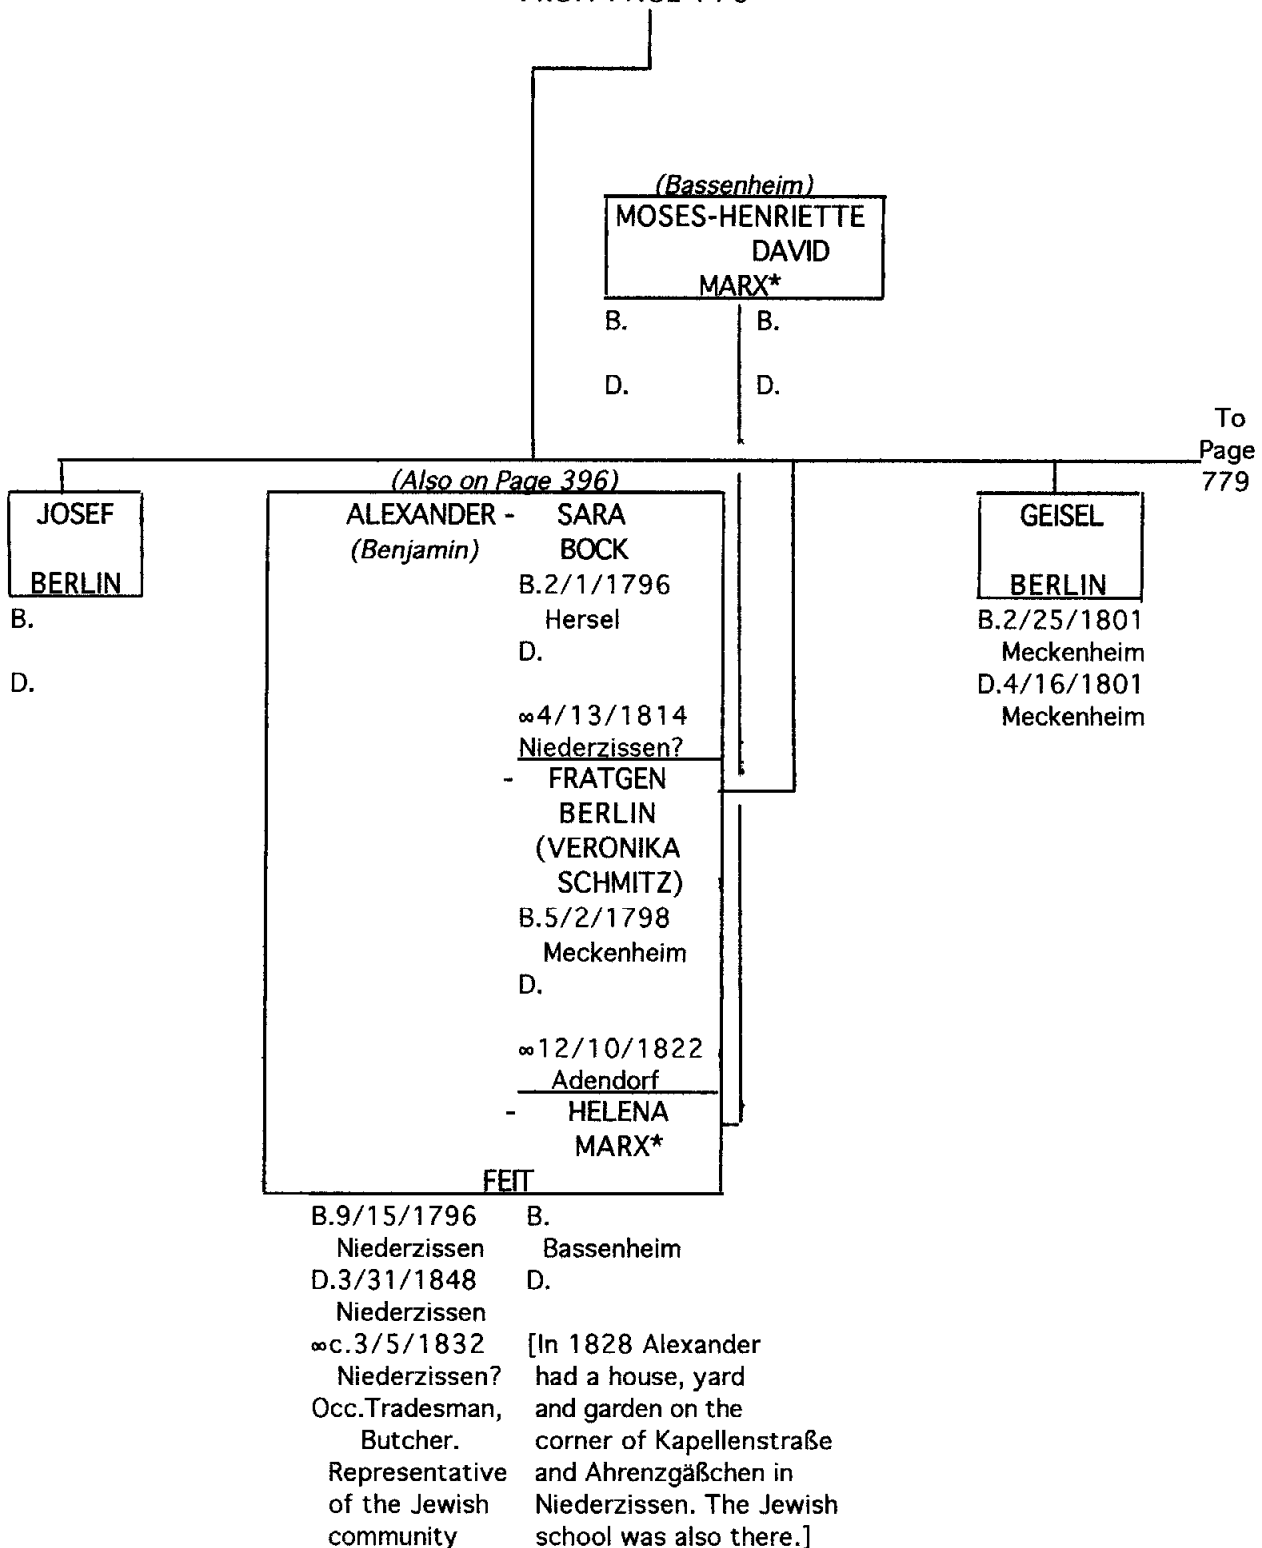 (Bassenheim)
MOSES-HENRIETTE
DAVID
MARX*
B. B.
D. D.
To
Page
779
JOSEF
BERLIN
B.
D.
(Also on Page 396)
ALEXANDER - SARA
(Benjamin) BOCK
B.2/1/1796
Hersel
D.
∞4/13/1814
Niederzissen?
- FRATGEN
BERLIN
(VERONIKA
SCHMITZ)
B.5/2/1798
Meckenheim
D.
∞12/10/1822
Adendorf
- HELENA
MARX*
FEIT
B.9/15/1796 B.
Niederzissen Bassenheim
D.3/31/1848 D.
Niederzissen
∞c.3/5/1832 [In 1828 Alexander
Niederzissen? had a house, yard
Occ.Tradesman, and garden on the
Butcher. corner of Kapellenstraße
Representative and Ahrenzgäßchen in
of the Jewish Niederzissen. The Jewish
community school was also there.]
GEISEL
BERLIN
B.2/25/1801
Meckenheim
D.4/16/1801
Meckenheim